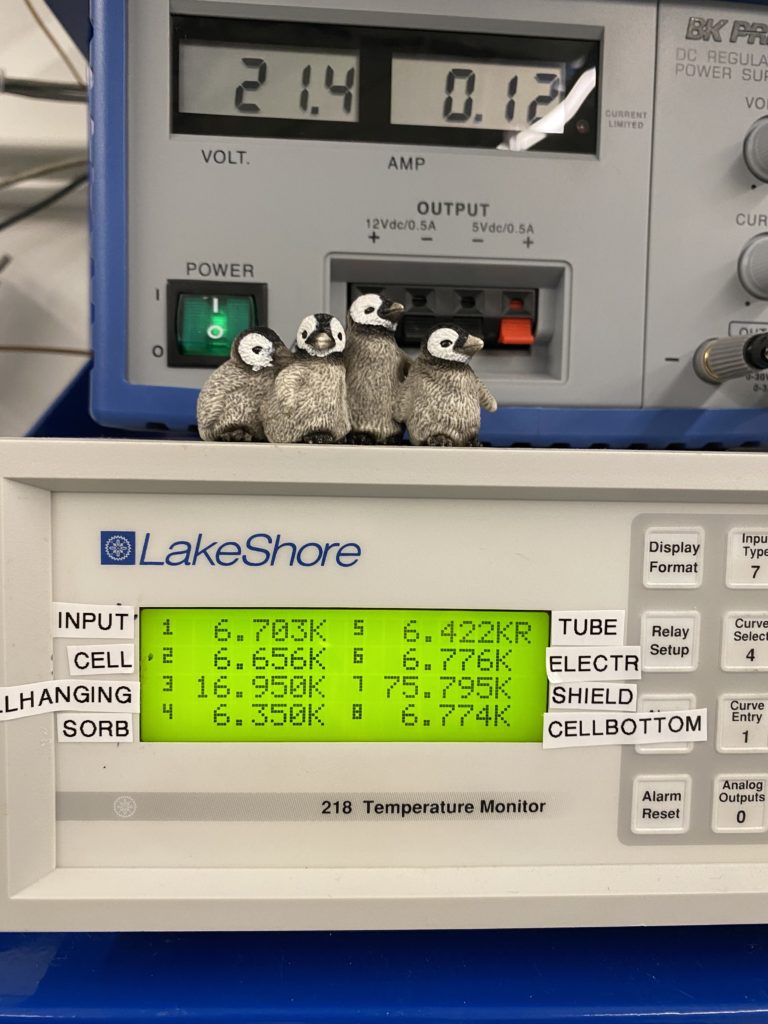 BK PR
DC REGULA
POWER SUP
21.4 0.12
CURRENT
LIMITED
VOLT. AMP
OUTPUT
12Vdc/0.5A 5Vdc/0.5A
+ − − +
POWER
I
O
CUR
−
LakeShore
Display
Format
Input
Type
7
INPUT 1 6.703K 5 6.422KR TUBE
CELL 2 6.656K 6 6.776K ELECTR
LLHANGING 3 16.950K 7 75.795K SHIELD
SORB 4 6.350K 8 6.774K CELLBOTTOM
Relay
Setup
Curve
Select
4
Curve
Entry
1
218 Temperature Monitor
Alarm
Reset
Analog
Outputs
0